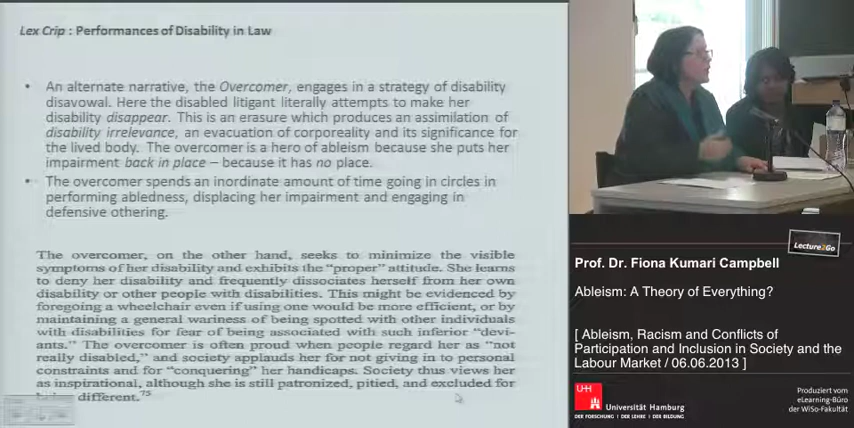 Lex Crip : Performances of Disability in Law
• An alternate narrative, the Overcomer, engages in a strategy of disability
disavowal. Here the disabled litigant literally attempts to make her
disability disappear. This is an erasure which produces an assimilation of
disability irrelevance, an evacuation of corporeality and its significance for
the lived body. The overcomer is a hero of ableism because she puts her
impairment back in place – because it has no place.
• The overcomer spends an inordinate amount of time going in circles in
performing abledness, displacing her impairment and engaging in
defensive othering.
The overcomer, on the other hand, seeks to minimize the visible
symptoms of her disability and exhibits the "proper" attitude. She learns
to deny her disability and frequently dissociates herself from her own
disability or other people with disabilities. This might be evidenced by
foregoing a wheelchair even if using one would be more efficient, or by
maintaining a general wariness of being spotted with other individuals
with disabilities for fear of being associated with such inferior "devi-
ants." The overcomer is often proud when people regard her as "not
really disabled," and society applauds her for not giving in to personal
constraints and for "conquering" her handicaps. Society thus views her
as inspirational, although she is still patronized, pitied, and excluded for
different.75
Lecture2Go
Prof. Dr. Fiona Kumari Campbell
Ableism: A Theory of Everything?
[ Ableism, Racism and Conflicts of
Participation and Inclusion in Society and the
Labour Market / 06.06.2013 ]
UH
Universität Hamburg
DER FORSCHUNG | DER LEHRE | DER BILDUNG
Produziert vom
eLearning-Büro
der WiSo-Fakultät